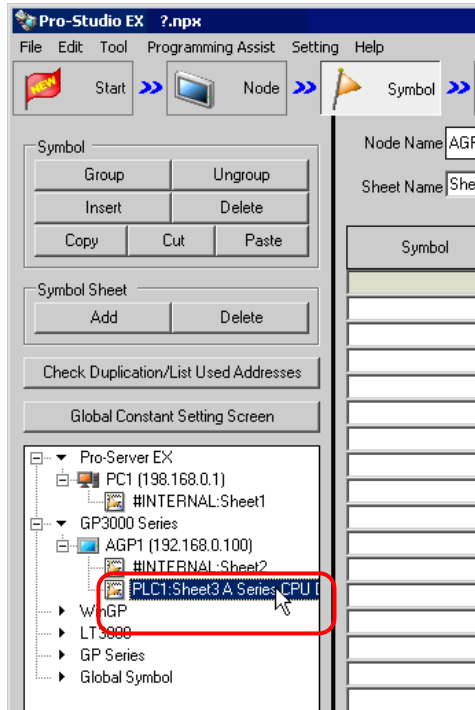 Pro-Studio EX ?.npx
File Edit Tool Programming Assist Setting Help
NEW Start Node Symbol
Symbol
Group Ungroup
Insert Delete
Copy Cut Paste
Symbol Sheet
Add Delete
Check Duplication/List Used Addresses
Global Constant Setting Screen
Pro-Server EX
PC1 (198.168.0.1)
#INTERNAL:Sheet1
GP3000 Series
AGP1 (192.168.0.100)
#INTERNAL:Sheet2
PLC1:Sheet3 A Series CPU
WinGP
LT3000
GP Series
Global Symbol
Node Name AGP
Sheet Name She
Symbol